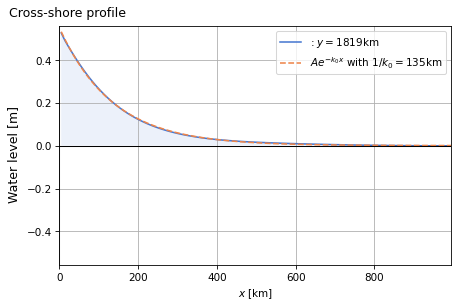 Cross-shore profile
: y = 1819km
Ae^{-k_0x} with 1/k_0 = 135km
Water level [m]
0.4
0.2
0.0
−0.2
−0.4
0 200 400 600 800
x [km]